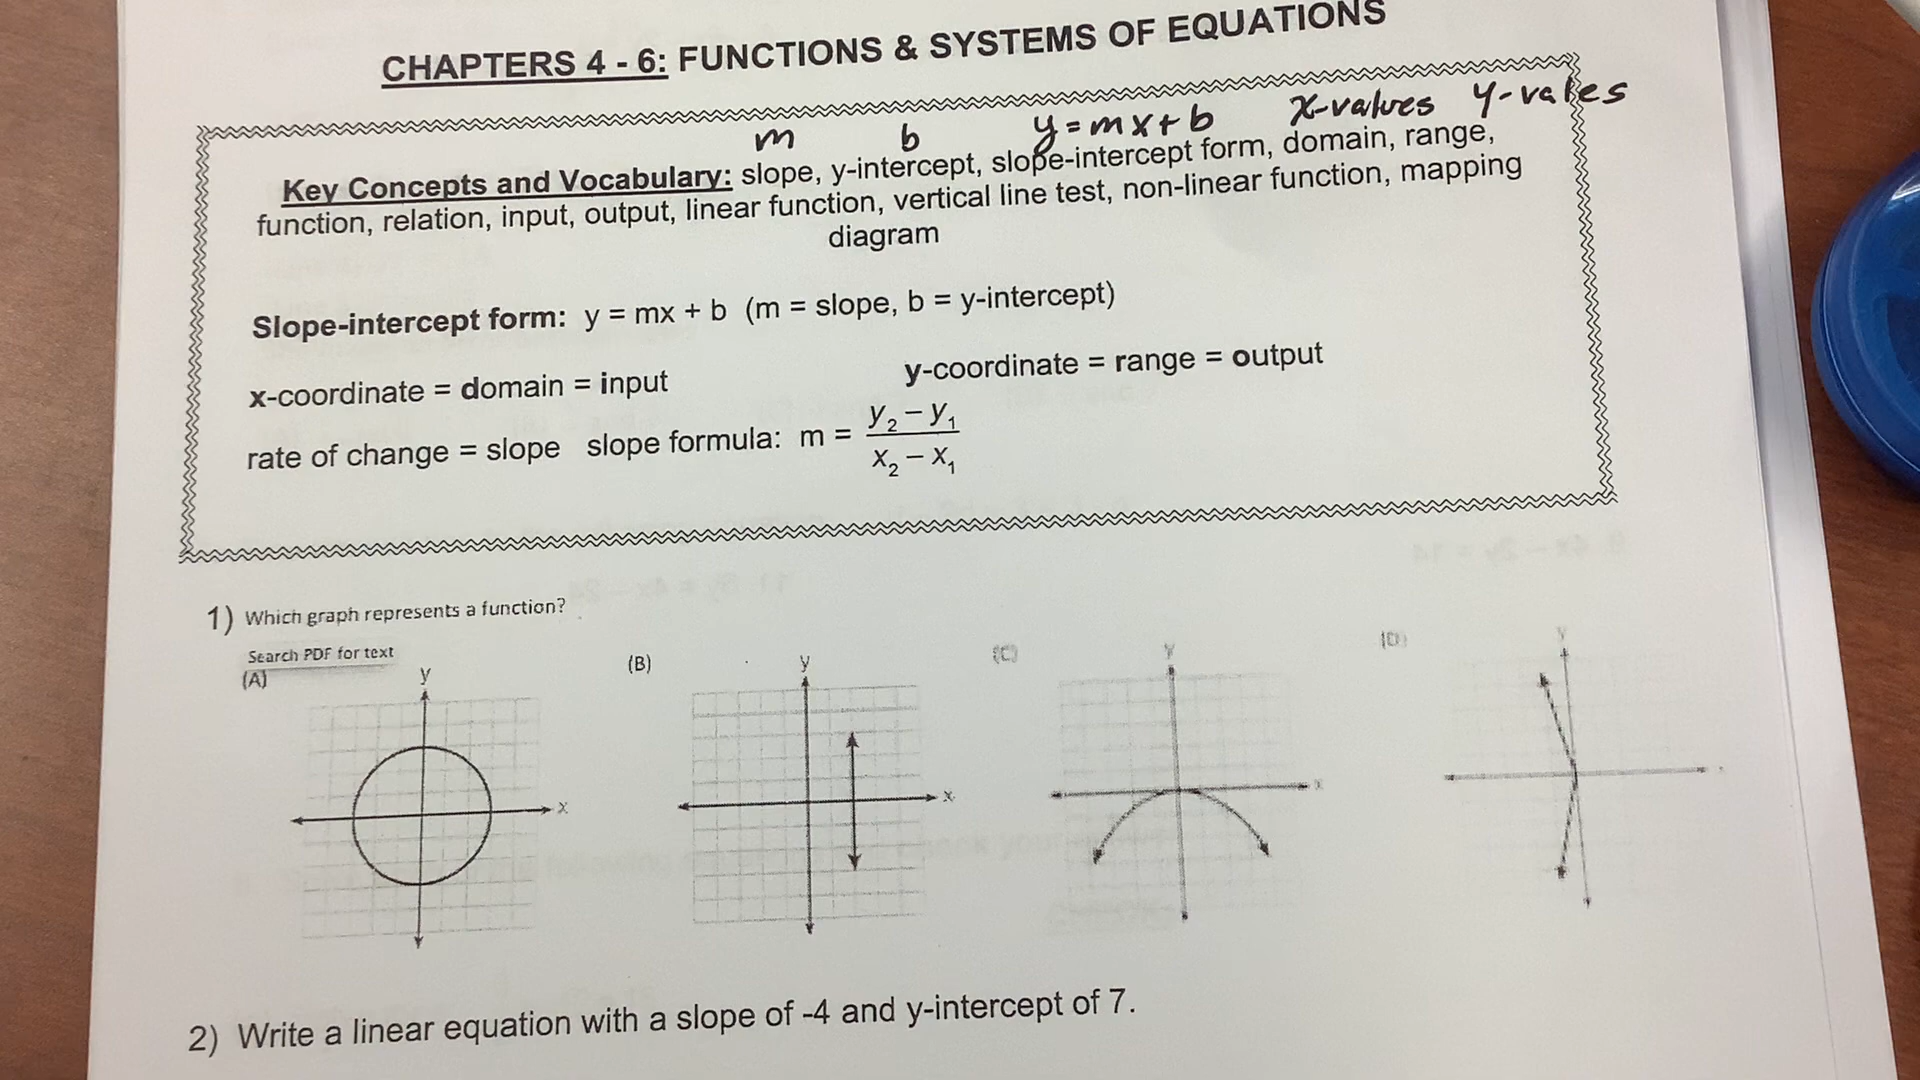 CHAPTERS 4 - 6: FUNCTIONS & SYSTEMS OF EQUATIONS
m b y = mx + b x-values y-values
Key Concepts and Vocabulary: slope, y-intercept, slope-intercept form, domain, range,
function, relation, input, output, linear function, vertical line test, non-linear function, mapping
diagram
Slope-intercept form: y = mx + b (m = slope, b = y-intercept)
x-coordinate = domain = input y-coordinate = range = output
rate of change = slope slope formula: m = y₂ – y₁ / x₂ – x₁
1) Which graph represents a function?
Search PDF for text
(A) (B) (C) (D)
y y y y
x x x
2) Write a linear equation with a slope of -4 and y-intercept of 7.